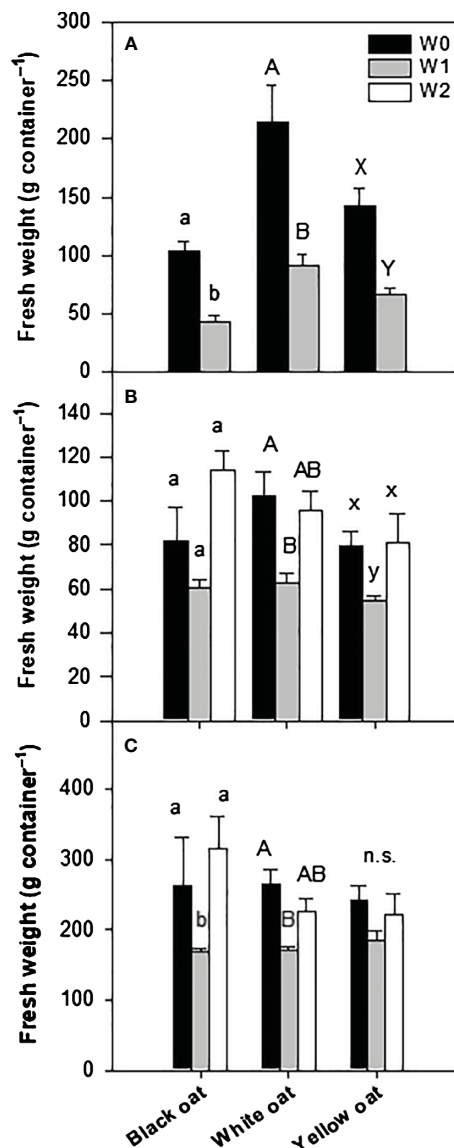 300
A
W0
W1
W2
250
200
150
100
50
0
Fresh weight (g container⁻¹)
a
b
A
B
X
Y
B
140
120
100
80
60
40
20
0
Fresh weight (g container⁻¹)
a
a
a
A
B
AB
x
y
x
C
400
300
200
100
0
Fresh weight (g container⁻¹)
a
b
a
A
B
AB
n.s.
Black oat
White oat
Yellow oat